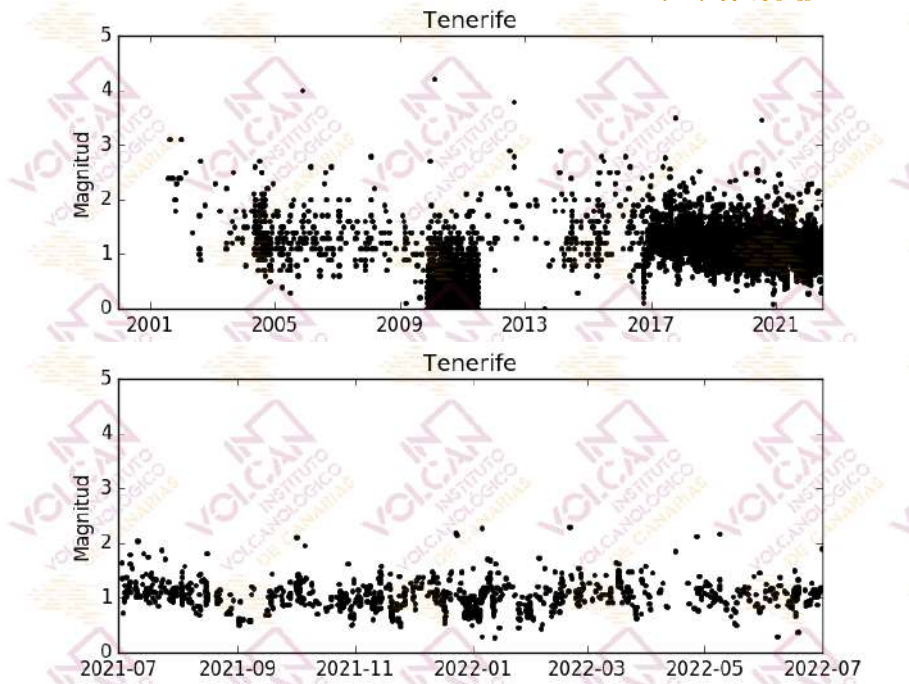 Tenerife
5
4
3
2
1
0
Magnitud
2001 2005 2009 2013 2017 2021
Tenerife
5
4
3
2
1
0
Magnitud
2021-07 2021-09 2021-11 2022-01 2022-03 2022-05 2022-07
INSTITUTO
VOLCANOLÓGICO
DE CANARIAS
INVOLCAN